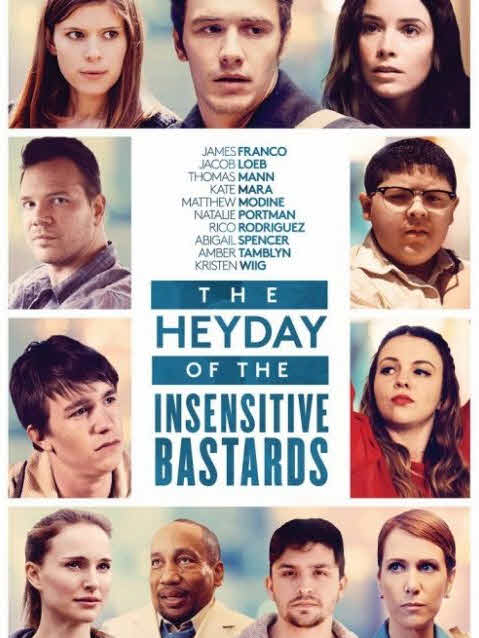 JAMES FRANCO
JACOB LOEB
THOMAS MANN
KATE MARA
MATTHEW MODINE
NATALIE PORTMAN
RICO RODRIGUEZ
ABIGAIL SPENCER
AMBER TAMBLYN
KRISTEN WIIG
THE
HEYDAY
OF THE
INSENSITIVE
BASTARDS